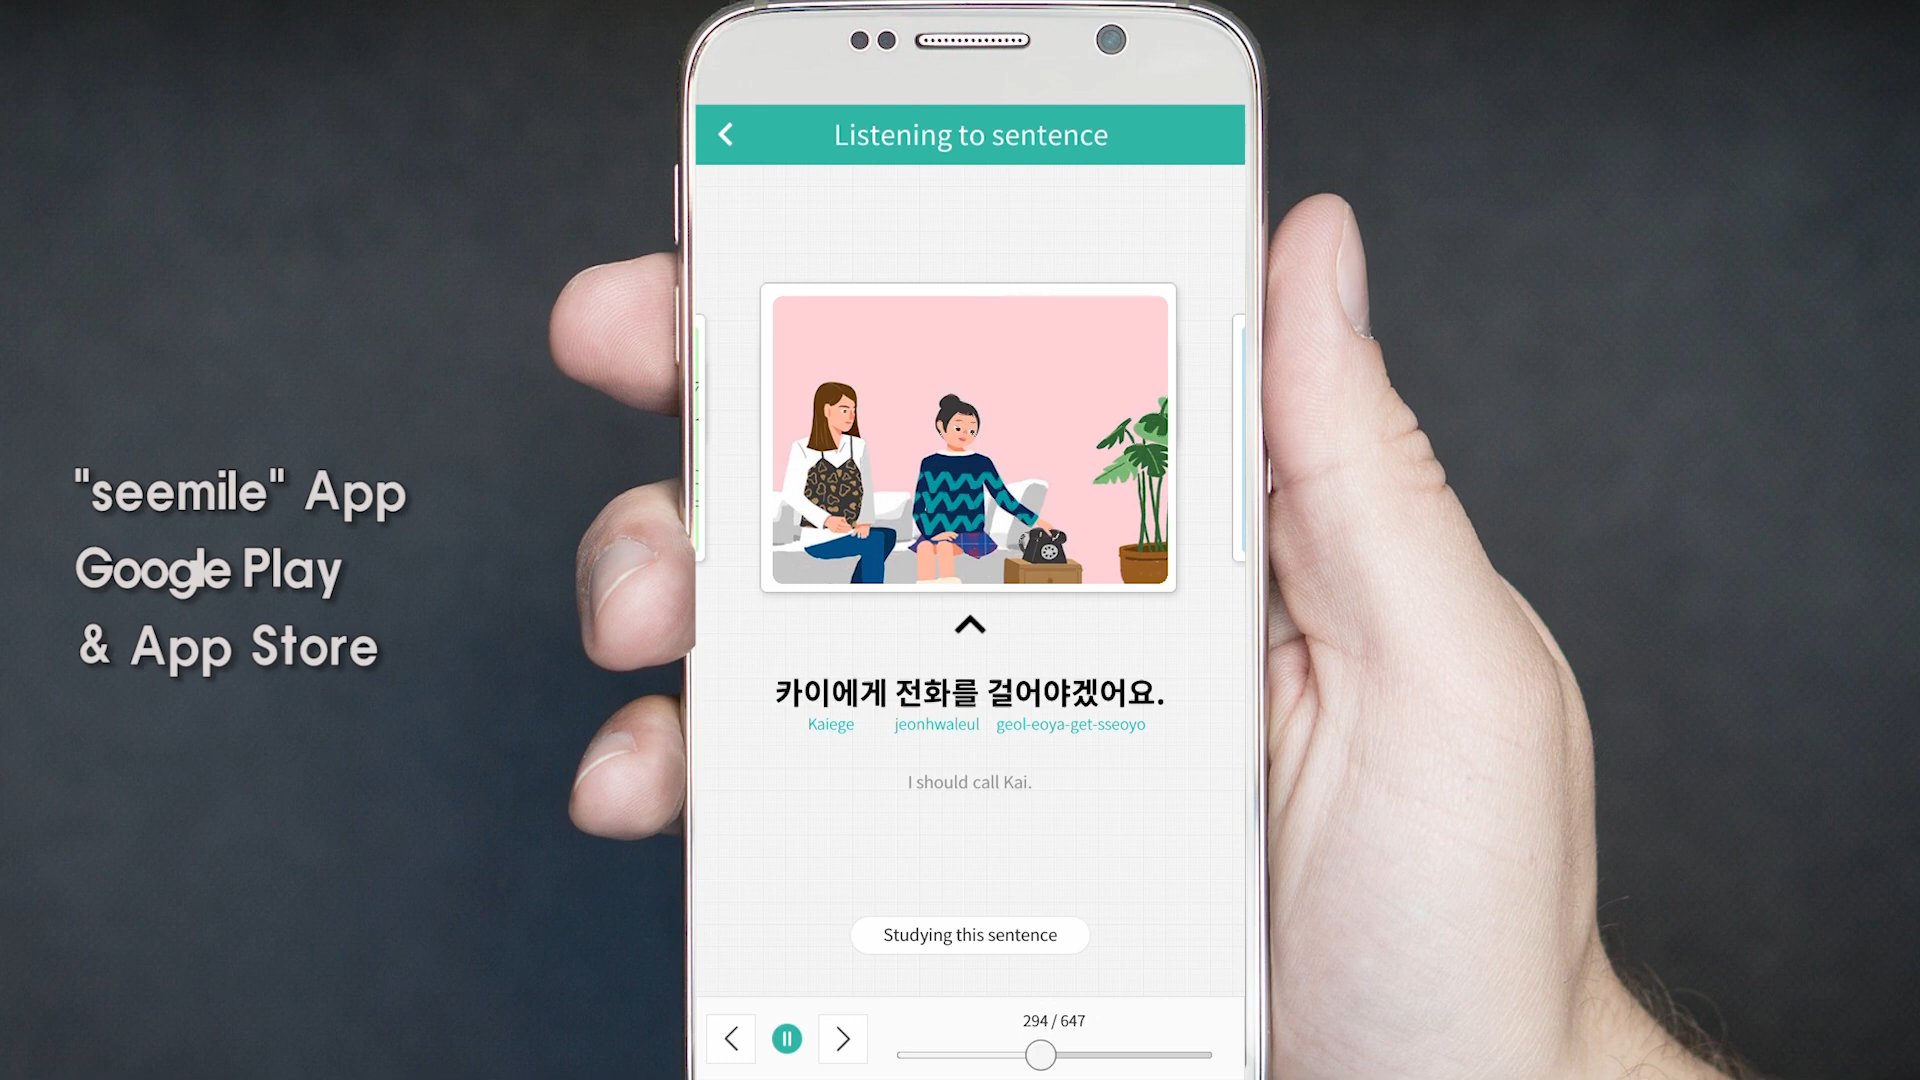 "seemile" App
Google Play
& App Store
Listening to sentence
카이에게 전화를 걸어야겠어요.
Kaiege jeonhwaleul geol-eoya-get-sseoyo
I should call Kai.
Studying this sentence
294 / 647